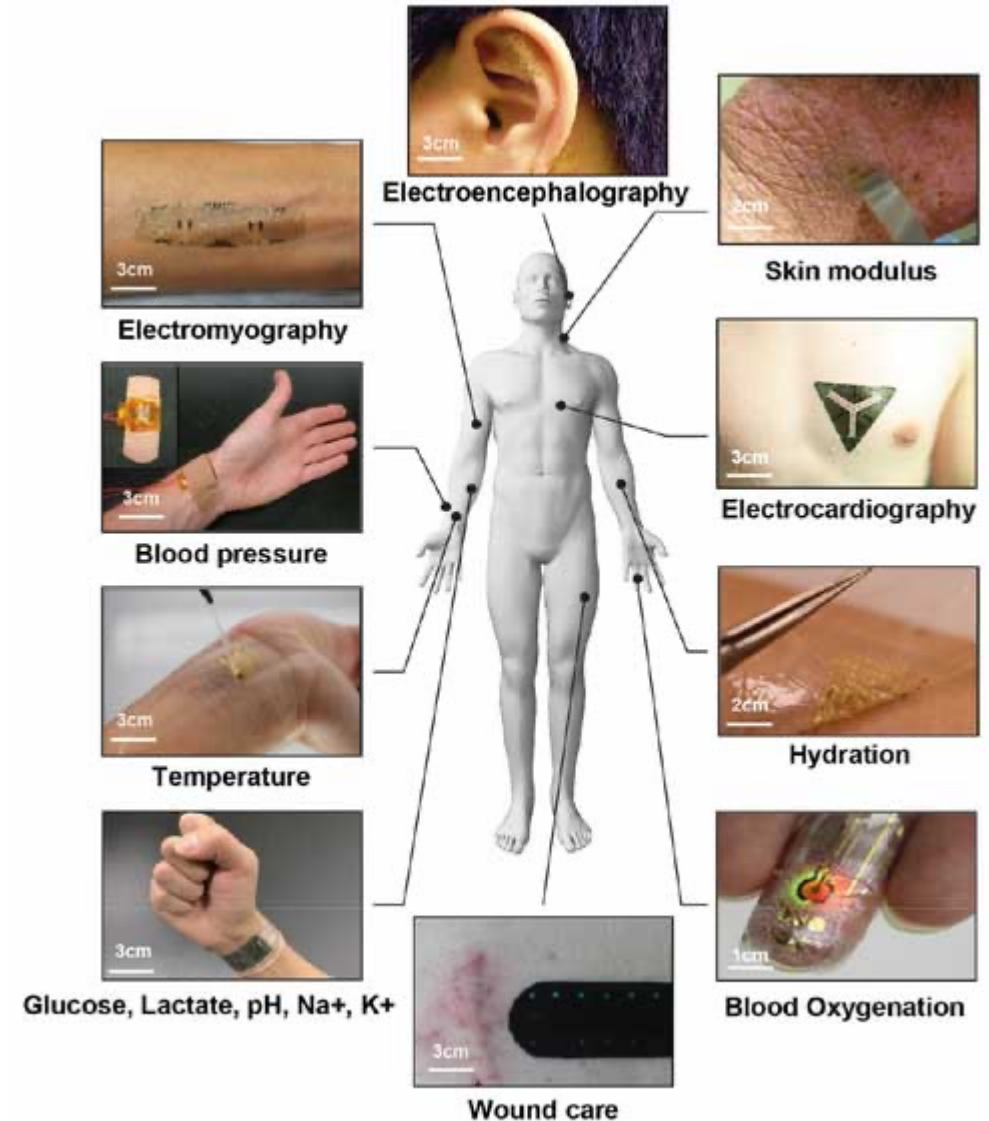 3cm
Electroencephalography
2cm
Skin modulus
3cm
Electromyography
3cm
Electrocardiography
3cm
Blood pressure
2cm
Hydration
3cm
Temperature
1cm
Blood Oxygenation
3cm
Glucose, Lactate, pH, Na+, K+
3cm
Wound care